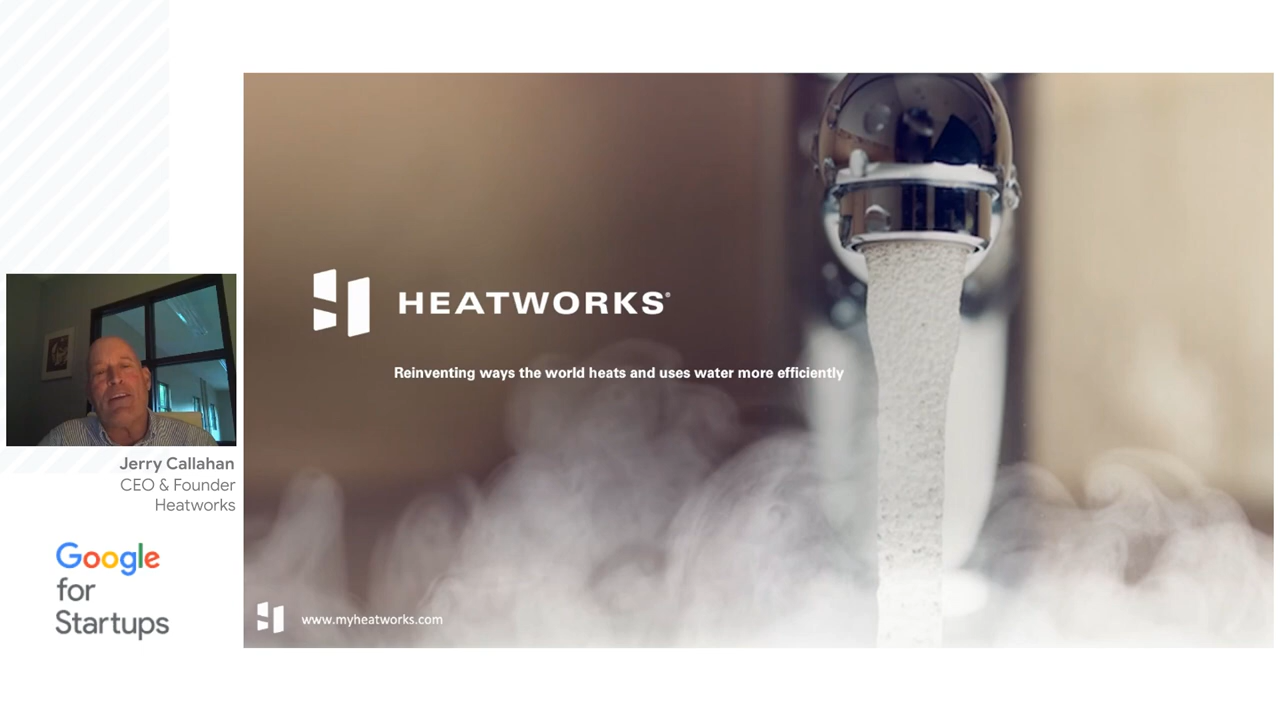 HEATWORKS®
Reinventing ways the world heats and uses water more efficiently
www.myheatworks.com
Jerry Callahan
CEO & Founder
Heatworks
Google
for
Startups